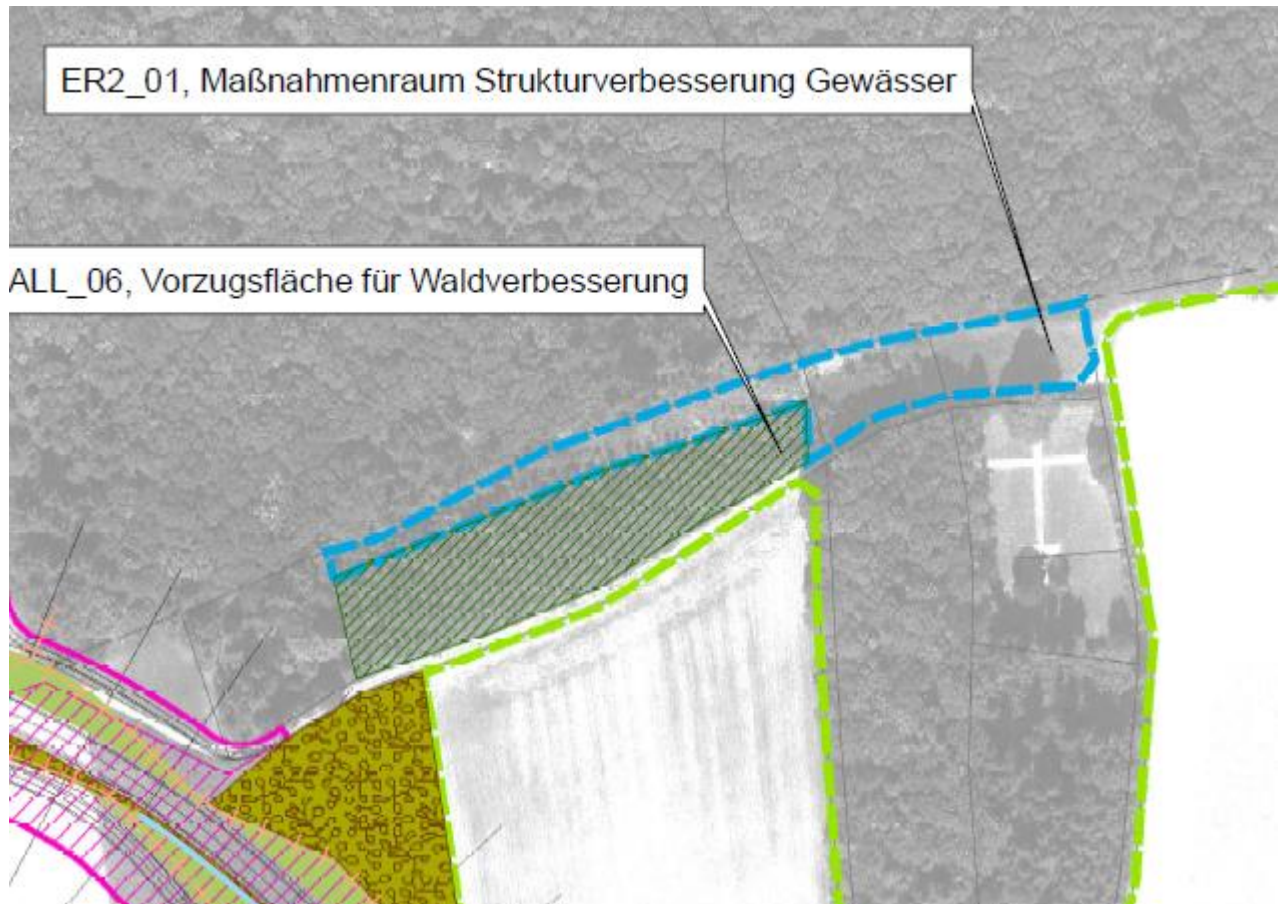 ER2_01, Maßnahmenraum Strukturverbesserung Gewässer
ALL_06, Vorzugsfläche für Waldverbesserung